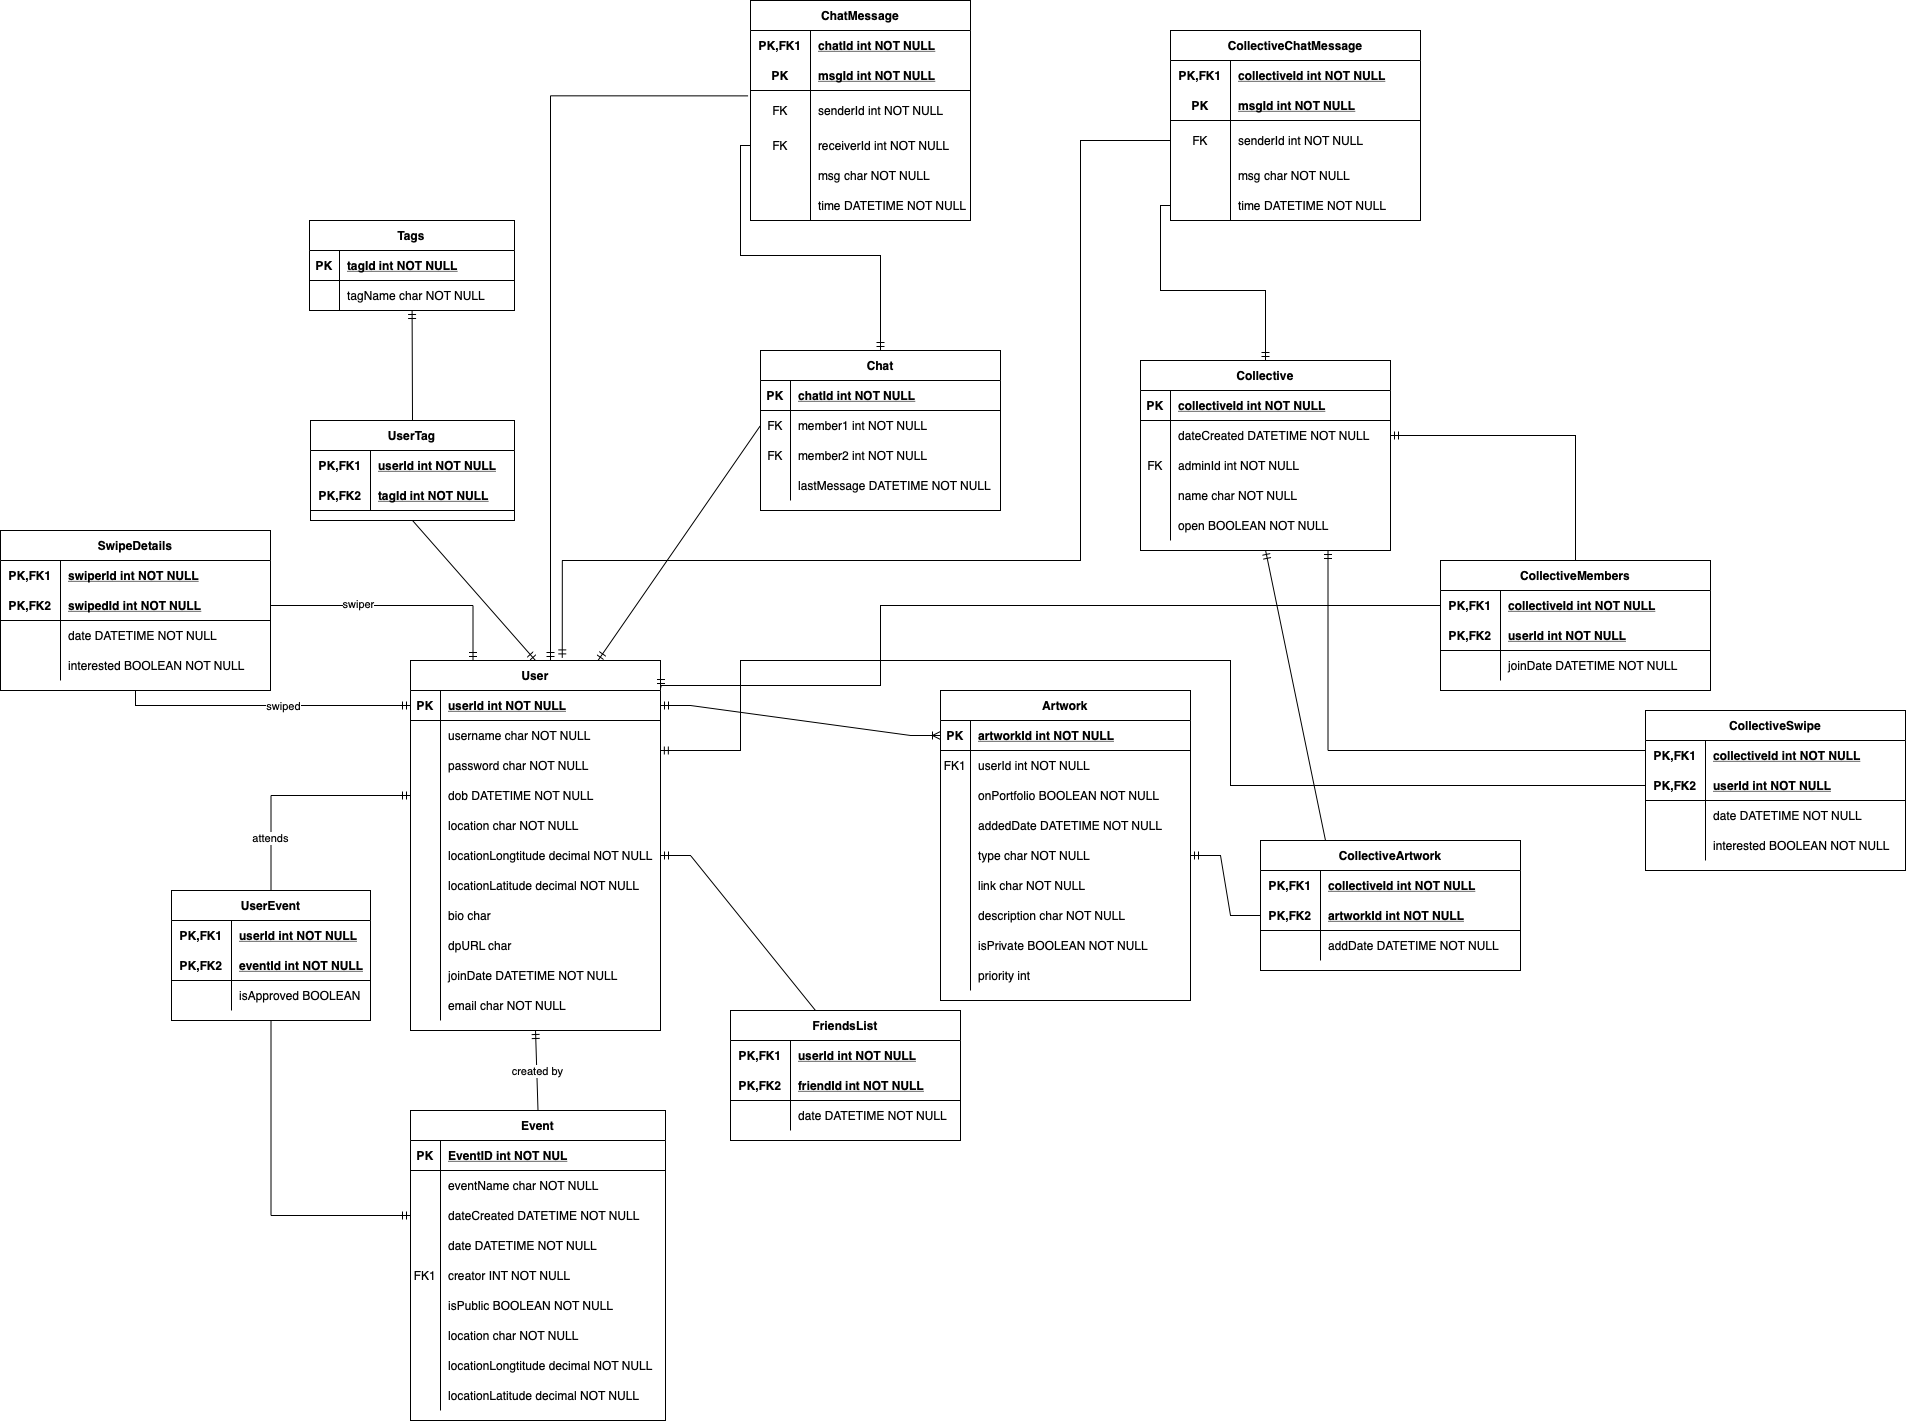 ChatMessage
PK,FK1 chatId int NOT NULL
PK msgId int NOT NULL
FK senderId int NOT NULL
FK receiverId int NOT NULL
msg char NOT NULL
time DATETIME NOT NULL
CollectiveChatMessage
PK,FK1 collectiveId int NOT NULL
PK msgId int NOT NULL
FK senderId int NOT NULL
msg char NOT NULL
time DATETIME NOT NULL
Tags
PK tagId int NOT NULL
tagName char NOT NULL
Chat
PK chatId int NOT NULL
FK member1 int NOT NULL
FK member2 int NOT NULL
lastMessage DATETIME NOT NULL
Collective
PK collectiveId int NOT NULL
dateCreated DATETIME NOT NULL
FK adminId int NOT NULL
name char NOT NULL
open BOOLEAN NOT NULL
UserTag
PK,FK1 userId int NOT NULL
PK,FK2 tagId int NOT NULL
SwipeDetails
PK,FK1 swiperId int NOT NULL
PK,FK2 swipedId int NOT NULL
date DATETIME NOT NULL
interested BOOLEAN NOT NULL
swiper
swiped
CollectiveMembers
PK,FK1 collectiveId int NOT NULL
PK,FK2 userId int NOT NULL
joinDate DATETIME NOT NULL
User
PK userId int NOT NULL
username char NOT NULL
password char NOT NULL
dob DATETIME NOT NULL
location char NOT NULL
locationLongtitude decimal NOT NULL
locationLatitude decimal NOT NULL
bio char
dpURL char
joinDate DATETIME NOT NULL
email char NOT NULL
Artwork
PK artworkId int NOT NULL
FK1 userId int NOT NULL
onPortfolio BOOLEAN NOT NULL
addedDate DATETIME NOT NULL
type char NOT NULL
link char NOT NULL
description char NOT NULL
isPrivate BOOLEAN NOT NULL
priority int
CollectiveSwipe
PK,FK1 collectiveId int NOT NULL
PK,FK2 userId int NOT NULL
date DATETIME NOT NULL
interested BOOLEAN NOT NULL
attends
CollectiveArtwork
PK,FK1 collectiveId int NOT NULL
PK,FK2 artworkId int NOT NULL
addDate DATETIME NOT NULL
UserEvent
PK,FK1 userId int NOT NULL
PK,FK2 eventId int NOT NULL
isApproved BOOLEAN
FriendsList
PK,FK1 userId int NOT NULL
PK,FK2 friendId int NOT NULL
date DATETIME NOT NULL
created by
Event
PK EventID int NOT NUL
eventName char NOT NULL
dateCreated DATETIME NOT NULL
date DATETIME NOT NULL
FK1 creator INT NOT NULL
isPublic BOOLEAN NOT NULL
location char NOT NULL
locationLongtitude decimal NOT NULL
locationLatitude decimal NOT NULL